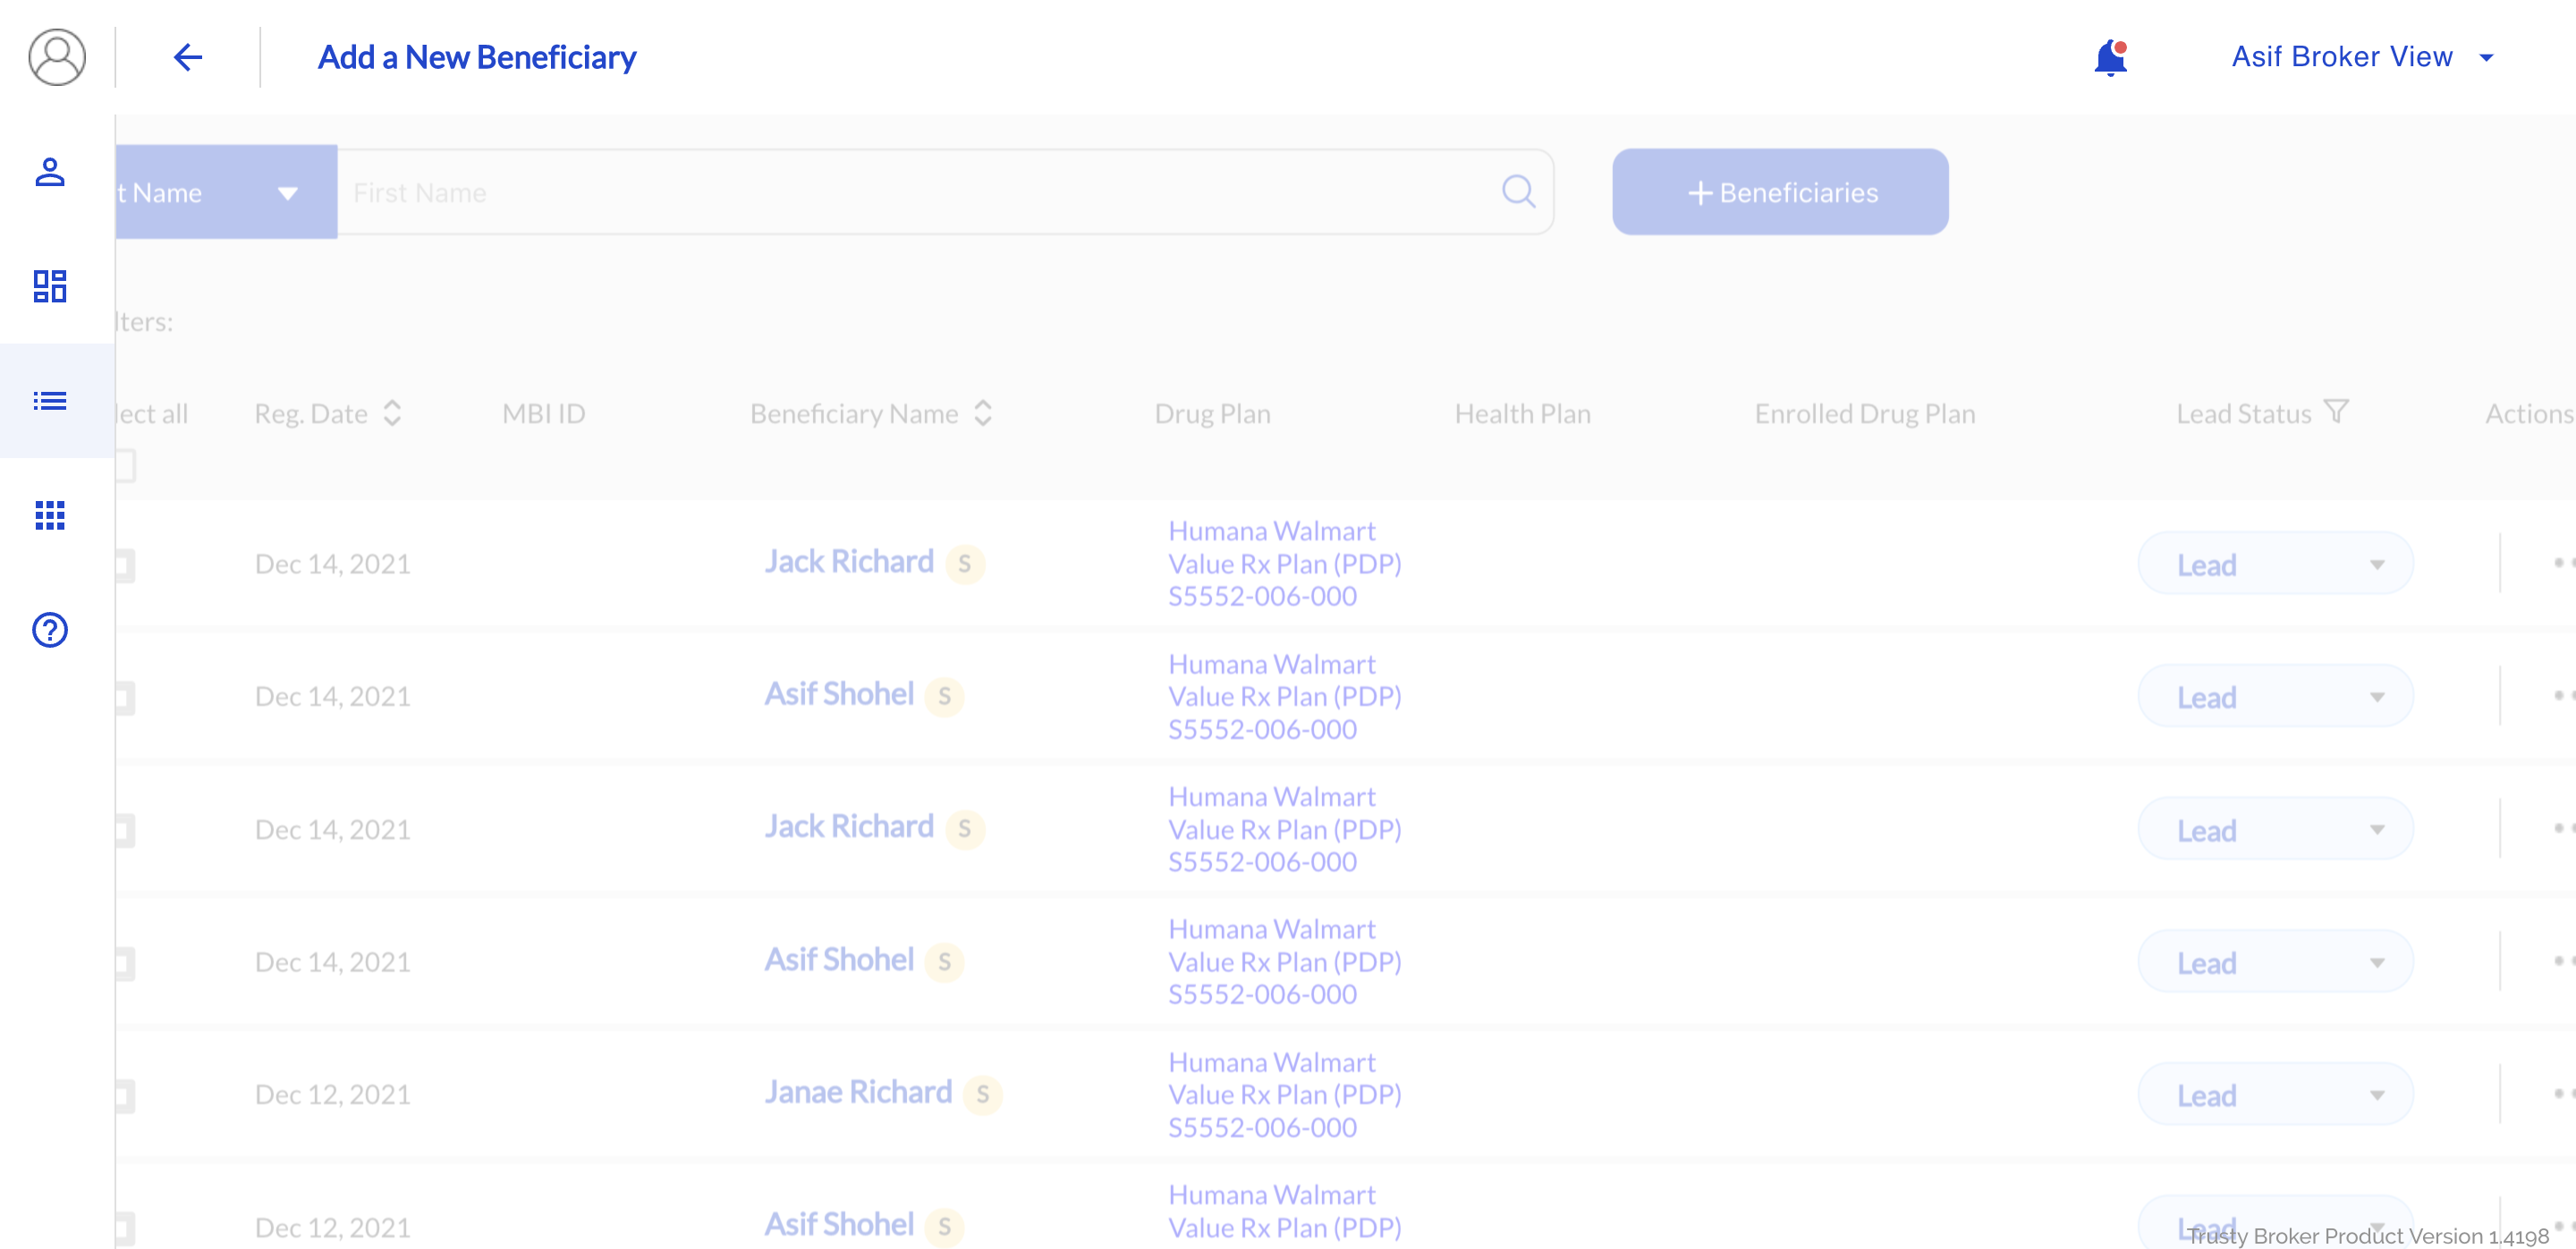 Add a New Beneficiary
Asif Broker View
t Name
First Name
+ Beneficiaries
lters:
lect all
Reg. Date
MBI ID
Beneficiary Name
Drug Plan
Health Plan
Enrolled Drug Plan
Lead Status
Actions
Dec 14, 2021
Jack Richard
S
Humana Walmart
Value Rx Plan (PDP)
S5552-006-000
Lead
Dec 14, 2021
Asif Shohel
S
Humana Walmart
Value Rx Plan (PDP)
S5552-006-000
Lead
Dec 14, 2021
Jack Richard
S
Humana Walmart
Value Rx Plan (PDP)
S5552-006-000
Lead
Dec 14, 2021
Asif Shohel
S
Humana Walmart
Value Rx Plan (PDP)
S5552-006-000
Lead
Dec 12, 2021
Janae Richard
S
Humana Walmart
Value Rx Plan (PDP)
S5552-006-000
Lead
Dec 12, 2021
Asif Shohel
S
Humana Walmart
Value Rx Plan (PDP)
Lead
Trusty Broker Product Version 1.4198